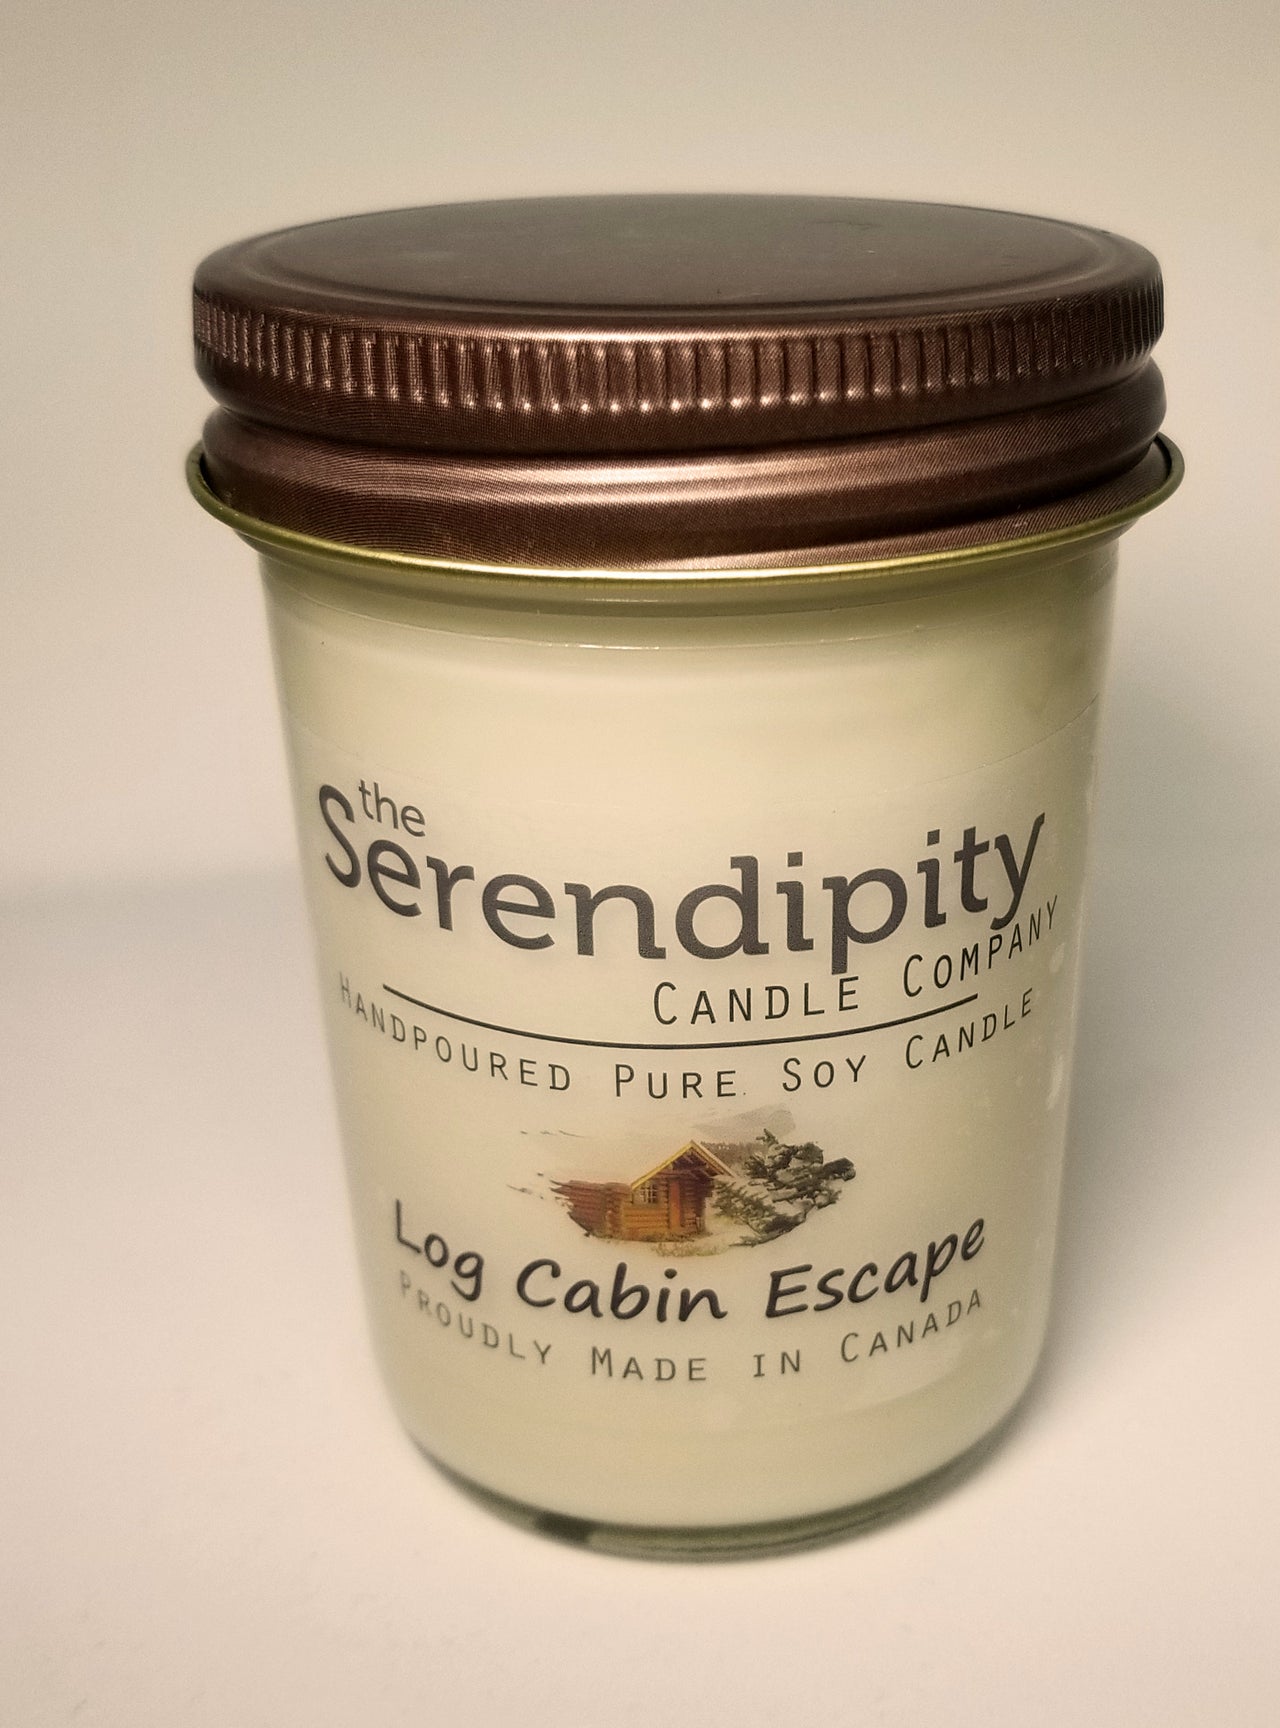 the
Serendipity
CANDLE COMPANY
HANDPOURED PURE SOY CANDLE
Log Cabin Escape
PROUDLY MADE IN CANADA